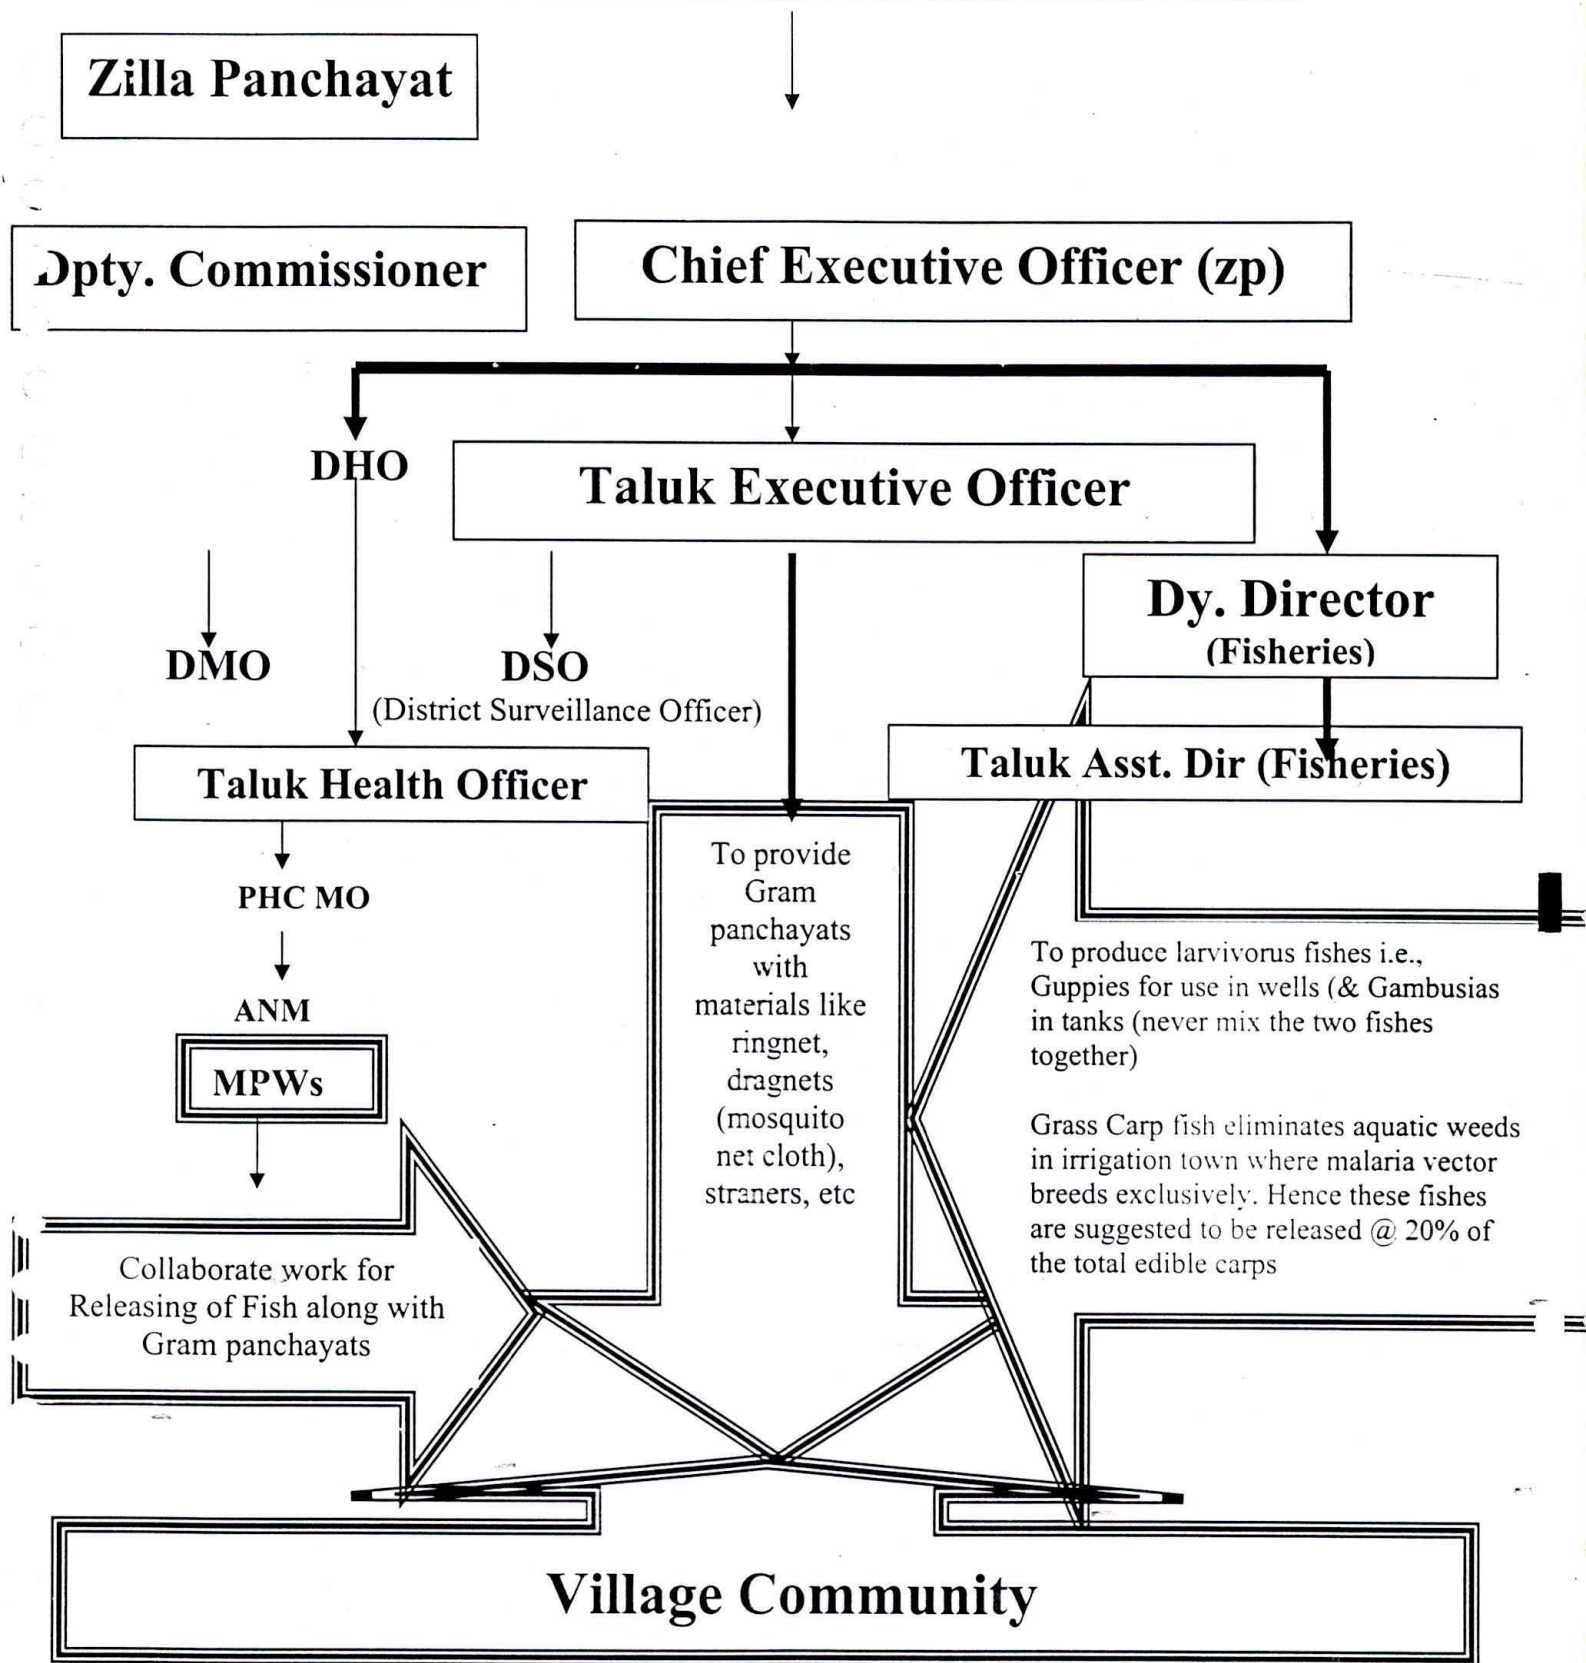 Zilla Panchayat
Dpty. Commissioner
Chief Executive Officer (zp)
DHO
Taluk Executive Officer
Dy. Director
(Fisheries)
DMO
DSO
(District Surveillance Officer)
Taluk Health Officer
Taluk Asst. Dir (Fisheries)
PHC MO
ANM
MPWs
To provide
Gram
panchayats
with
materials like
ringnet,
dragnets
(mosquito
net cloth),
straners, etc
To produce larvivorus fishes i.e.,
Guppies for use in wells (& Gambusias
in tanks (never mix the two fishes
together)
Grass Carp fish eliminates aquatic weeds
in irrigation town where malaria vector
breeds exclusively. Hence these fishes
are suggested to be released @ 20% of
the total edible carps
Collaborate work for
Releasing of Fish along with
Gram panchayats
Village Community